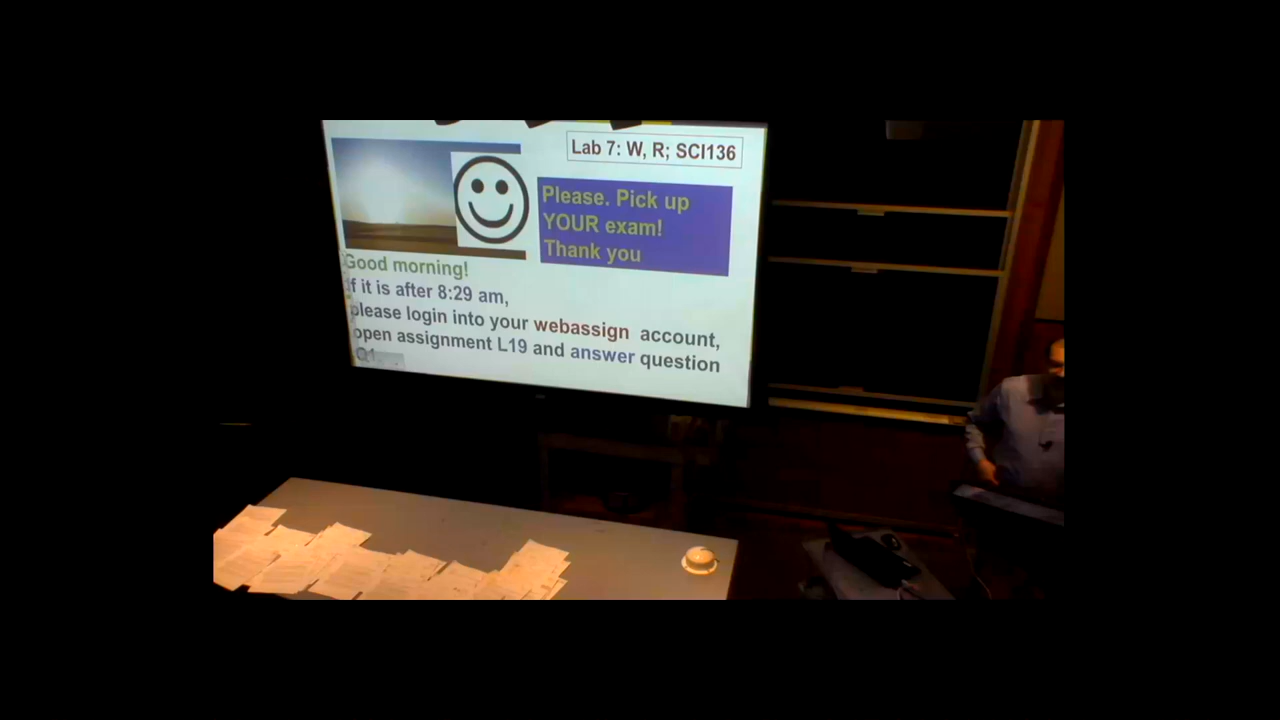 Lab 7: W, R; SCI136
Please. Pick up
YOUR exam!
Thank you
Good morning!
If it is after 8:29 am,
please login into your webassign account,
open assignment L19 and answer question
Q1.